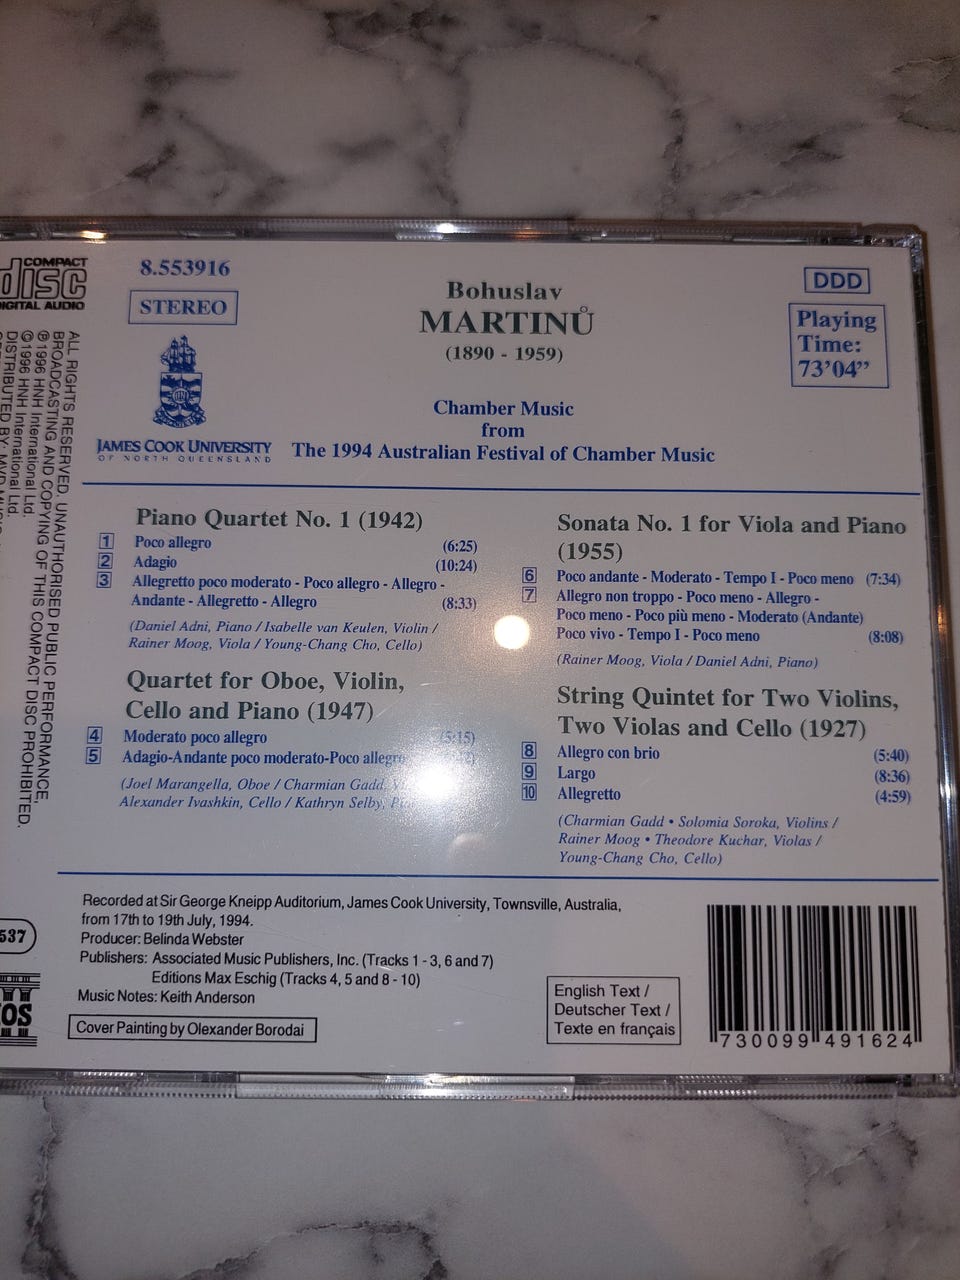 COMPACT
disc
DIGITAL AUDIO
8.553916
STEREO
JAMES COOK UNIVERSITY
OF NORTH QUEENSLAND
Bohuslav
MARTINŮ
(1890 - 1959)
Chamber Music
from
The 1994 Australian Festival of Chamber Music
DDD
Playing
Time:
73’04”
ALL RIGHTS RESERVED. UNAUTHORISED PUBLIC PERFORMANCE,
BROADCASTING AND COPYING OF THIS COMPACT DISC PROHIBITED.
℗ 1996 HNH International Ltd.
© 1996 HNH International Ltd.
DISTRIBUTED BY: MVD
Piano Quartet No. 1 (1942)
1 Poco allegro (6:25)
2 Adagio (10:24)
3 Allegretto poco moderato - Poco allegro - Allegro -
Andante - Allegretto - Allegro (8:33)
(Daniel Adni, Piano / Isabelle van Keulen, Violin /
Rainer Moog, Viola / Young-Chang Cho, Cello)
Quartet for Oboe, Violin,
Cello and Piano (1947)
4 Moderato poco allegro (5:15)
5 Adagio-Andante poco moderato-Poco allegro
(Joel Marangella, Oboe / Charmian Gadd,
Alexander Ivashkin, Cello / Kathryn Selby,
Sonata No. 1 for Viola and Piano
(1955)
6 Poco andante - Moderato - Tempo I - Poco meno (7:34)
7 Allegro non troppo - Poco meno - Allegro -
Poco meno - Poco più meno - Moderato (Andante)
Poco vivo - Tempo I - Poco meno (8:08)
(Rainer Moog, Viola / Daniel Adni, Piano)
String Quintet for Two Violins,
Two Violas and Cello (1927)
8 Allegro con brio (5:40)
9 Largo (8:36)
10 Allegretto (4:59)
(Charmian Gadd • Solomia Soroka, Violins /
Rainer Moog • Theodore Kuchar, Violas /
Young-Chang Cho, Cello)
Recorded at Sir George Kneipp Auditorium, James Cook University, Townsville, Australia,
from 17th to 19th July, 1994.
Producer: Belinda Webster
Publishers: Associated Music Publishers, Inc. (Tracks 1 - 3, 6 and 7)
Editions Max Eschig (Tracks 4, 5 and 8 - 10)
Music Notes: Keith Anderson
Cover Painting by Olexander Borodai
English Text /
Deutscher Text /
Texte en français
7 30099 49162 4
537
OS